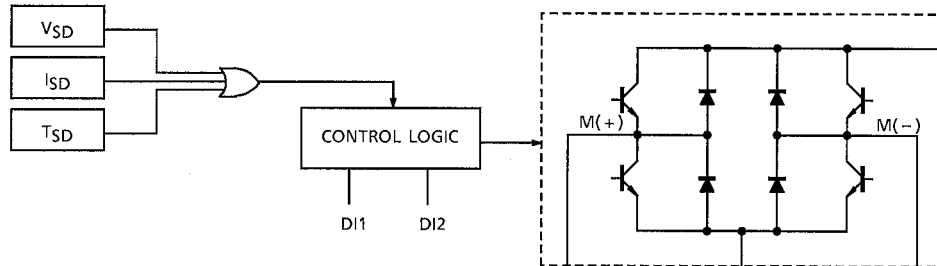 VSD
ISD
TSD
CONTROL LOGIC
DI1
DI2
M(+)
M(−)